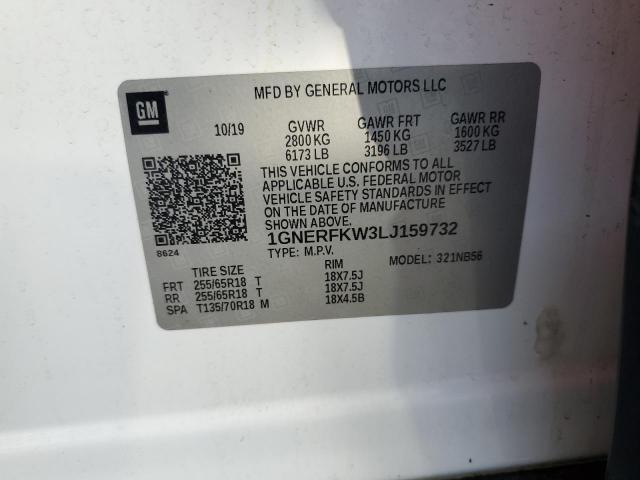 GM
MFD BY GENERAL MOTORS LLC
10/19 GVWR GAWR FRT GAWR RR
2800 KG 1450 KG 1600 KG
6173 LB 3196 LB 3527 LB
THIS VEHICLE CONFORMS TO ALL
APPLICABLE U.S. FEDERAL MOTOR
VEHICLE SAFETY STANDARDS IN EFFECT
ON THE DATE OF MANUFACTURE
SHOWN ABOVE.
1GNERFKW3LJ159732
8624 TYPE: M.P.V. MODEL: 321NB56
TIRE SIZE RIM
FRT 255/65R18 T 18X7.5J
RR 255/65R18 T 18X7.5J
SPA T135/70R18 M 18X4.5B